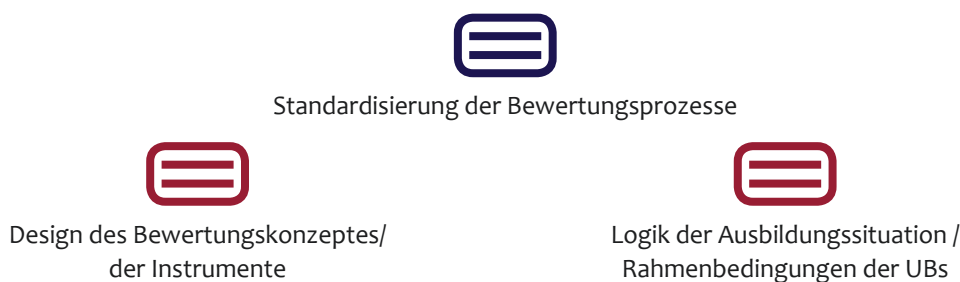 Standardisierung der Bewertungsprozesse
Design des Bewertungskonzeptes/
der Instrumente
Logik der Ausbildungssituation /
Rahmenbedingungen der UBs